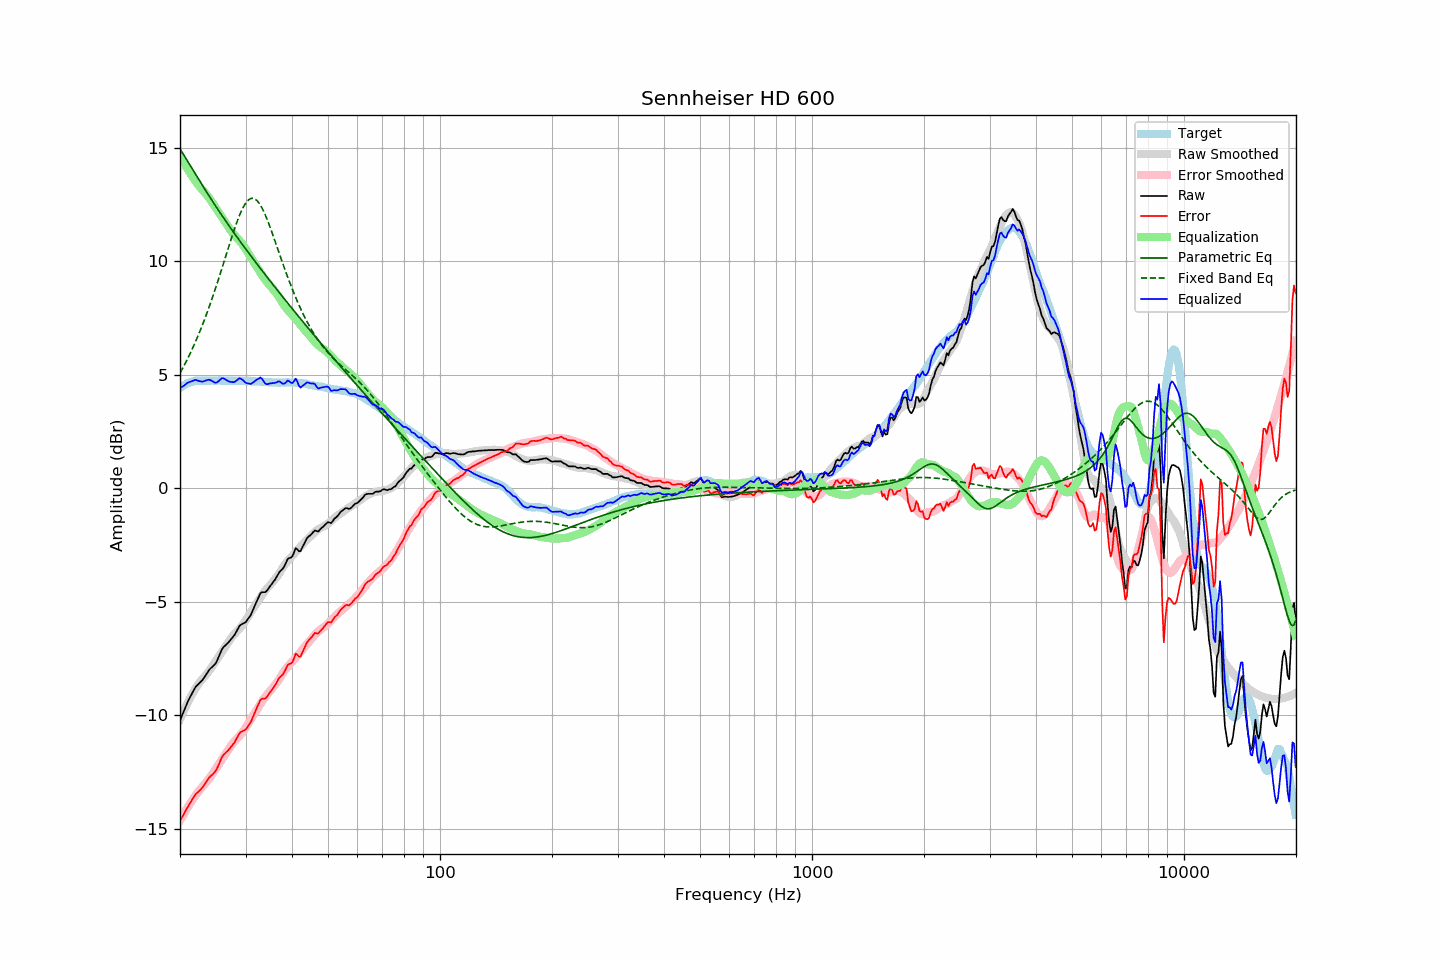 Sennheiser HD 600
Target
Raw Smoothed
Error Smoothed
Raw
Error
Equalization
Parametric Eq
Fixed Band Eq
Equalized
15
10
5
0
−5
−10
−15
Amplitude (dBr)
100
1000
10000
Frequency (Hz)